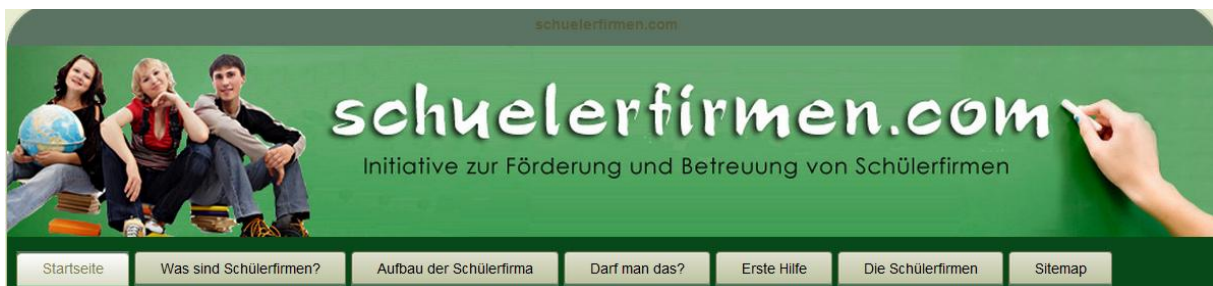 schuelerfirmen.com
schuelerfirmen.com
Initiative zur Förderung und Betreuung von Schülerfirmen
Startseite Was sind Schülerfirmen? Aufbau der Schülerfirma Darf man das? Erste Hilfe Die Schülerfirmen Sitemap